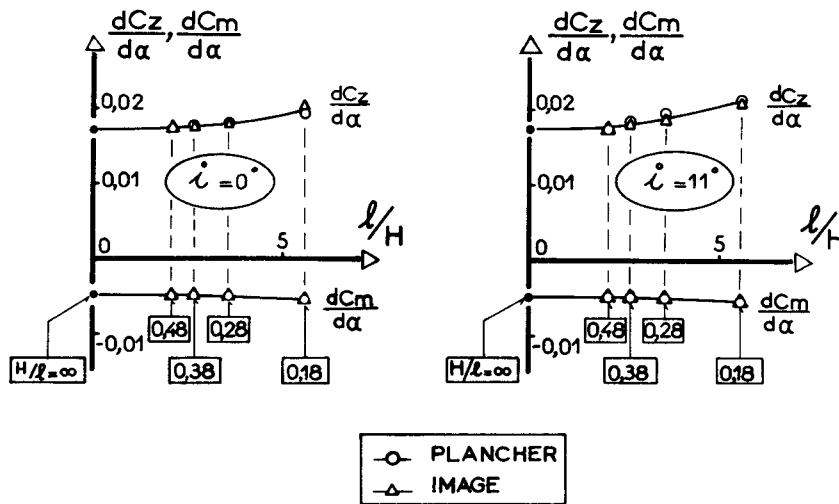 dCz/dα, dCm/dα
0,02
dCz/dα
0,01
i = 0°
l/H
0
5
dCm/dα
-0,01
0,48
0,28
H/l = ∞
0,38
0,18
dCz/dα, dCm/dα
0,02
dCz/dα
0,01
i = 11°
l/H
0
5
dCm/dα
-0,01
0,48
0,28
H/l = ∞
0,38
0,18
PLANCHER
IMAGE